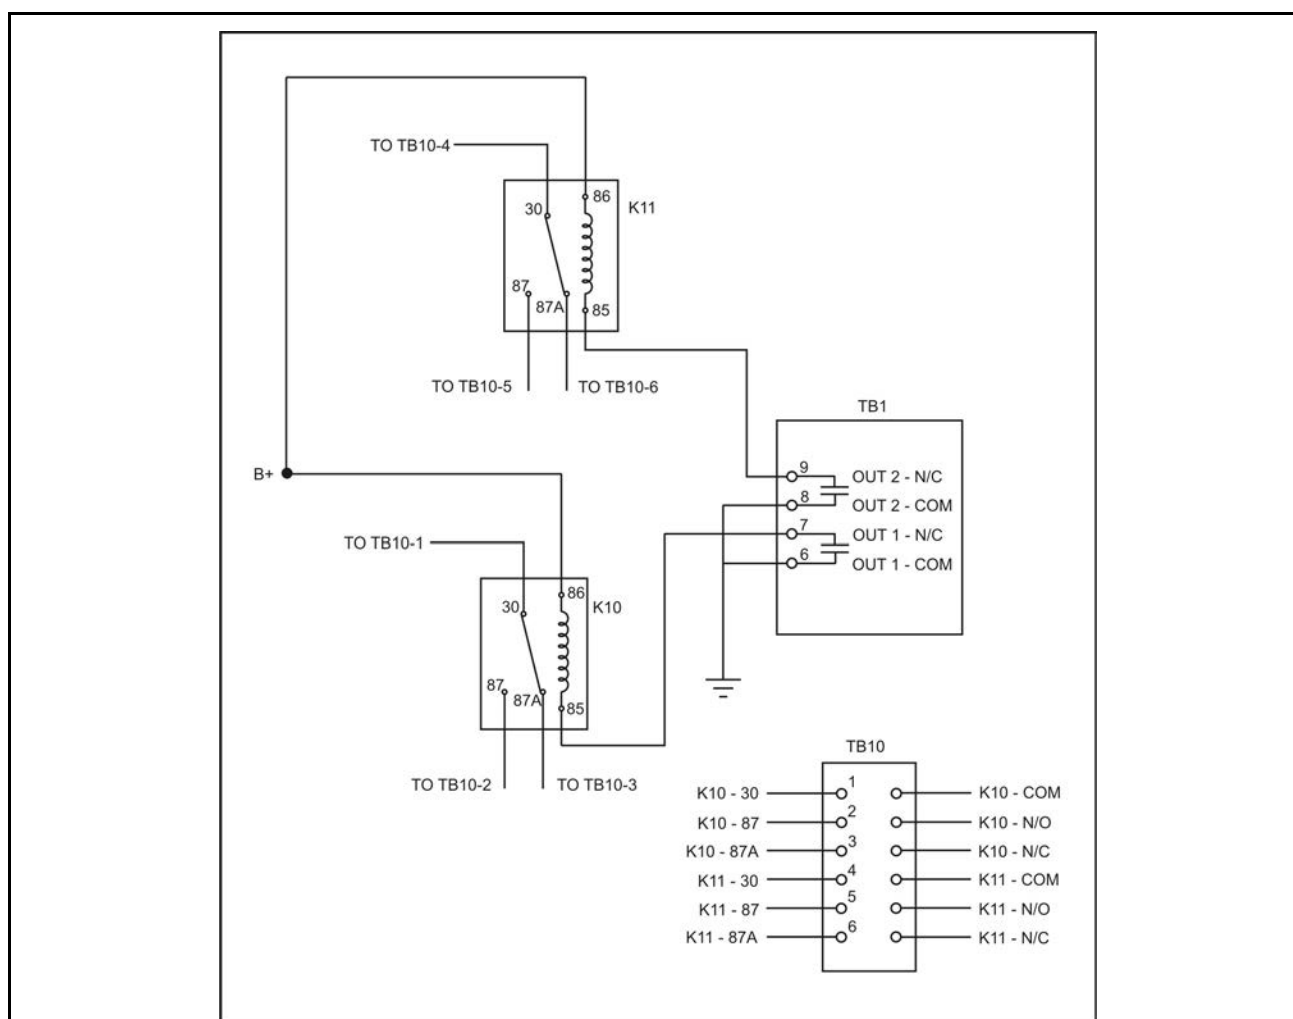 TO TB10-4
86
30
K11
87
87A
85
TO TB10-5
TO TB10-6
TB1
B+
9
OUT 2 - N/C
8
OUT 2 - COM
7
OUT 1 - N/C
6
OUT 1 - COM
TO TB10-1
86
30
K10
87
87A
85
TO TB10-2
TO TB10-3
TB10
K10 - 30
1
K10 - COM
K10 - 87
2
K10 - N/O
K10 - 87A
3
K10 - N/C
K11 - 30
4
K11 - COM
K11 - 87
5
K11 - N/O
K11 - 87A
6
K11 - N/C